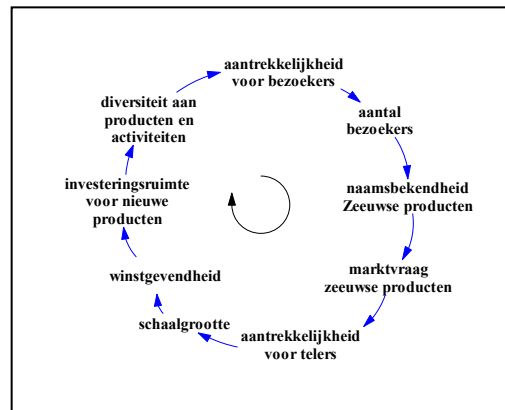 aantrekkelijkheid
voor bezoekers
aantal
bezoekers
naamsbekendheid
Zeeuwse producten
marktvraag
zeeuwse producten
aantrekkelijkheid
voor telers
schaalgrootte
winstgevendheid
investeringsruimte
voor nieuwe
producten
diversiteit aan
producten en
activiteiten